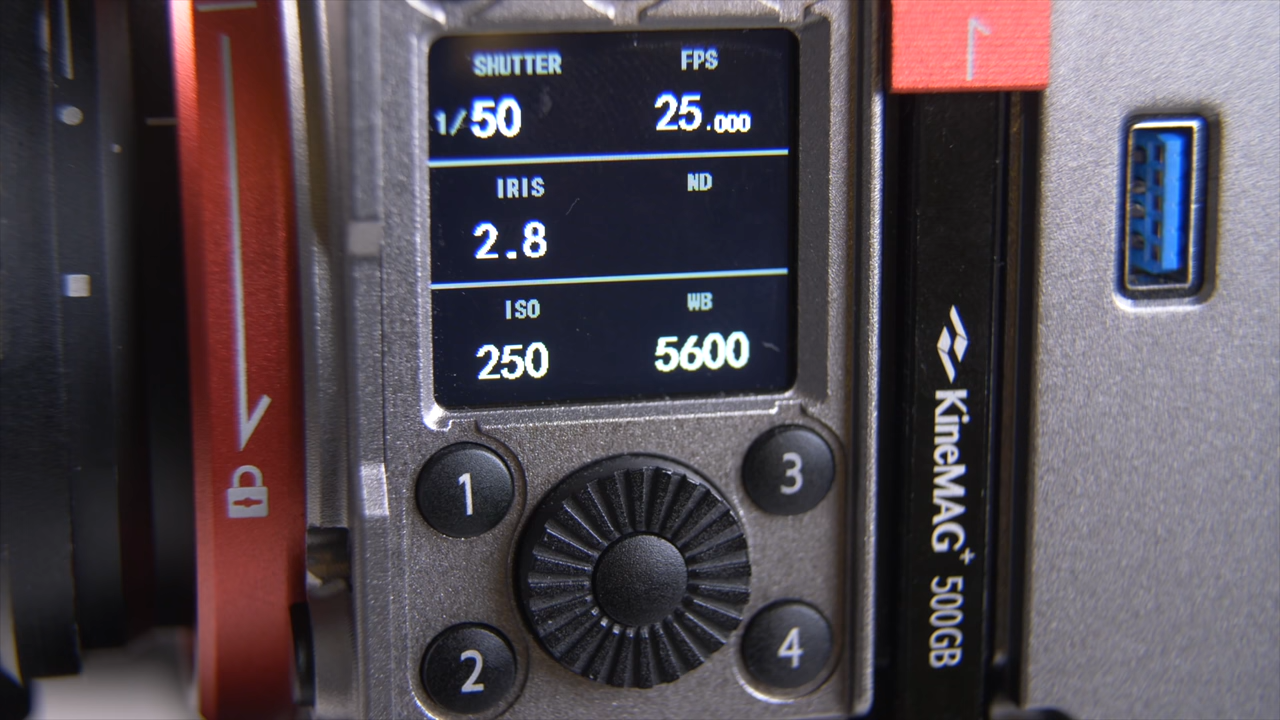 SHUTTER FPS
1/50 25.000
IRIS ND
2.8
ISO WB
250 5600
1
2
3
4
KineMAG+ 500GB